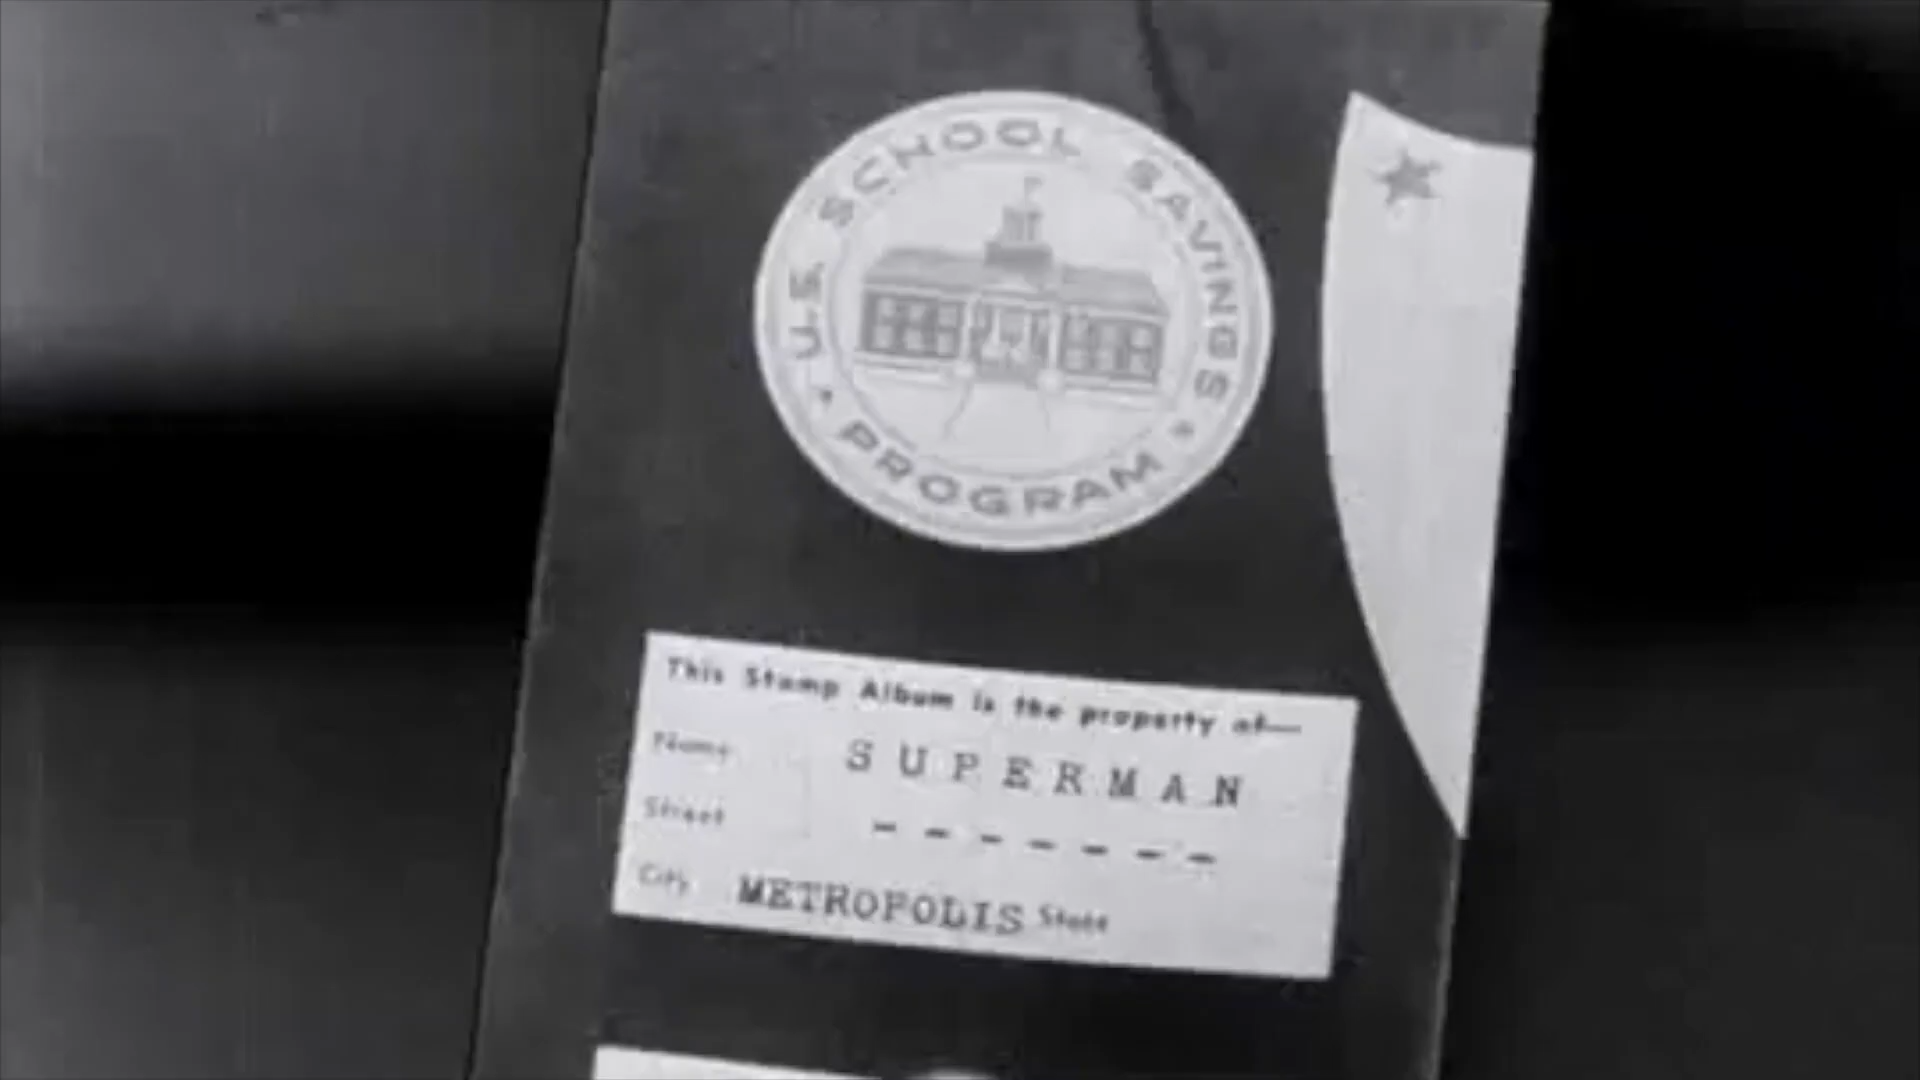 U.S. SCHOOL SAVINGS
PROGRAM
This Stamp Album is the property of—
Name SUPERMAN
Street - - - - - - -
City METROPOLIS State